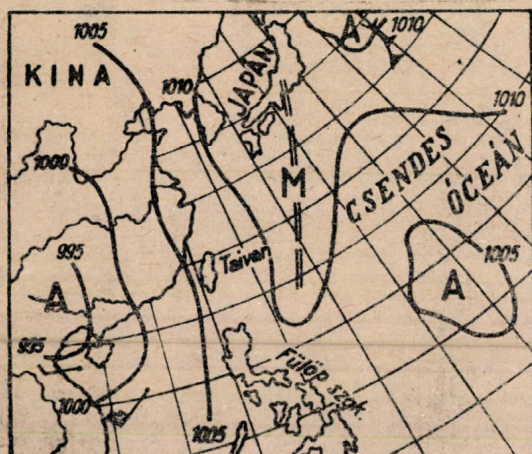 1005
A
1010
KINA
JAPÁN
1010
1010
1000
M
CSENDES
ÓCEÁN
Taivan
995
1005
A
A
995
Fülöp szk.
1000
1005